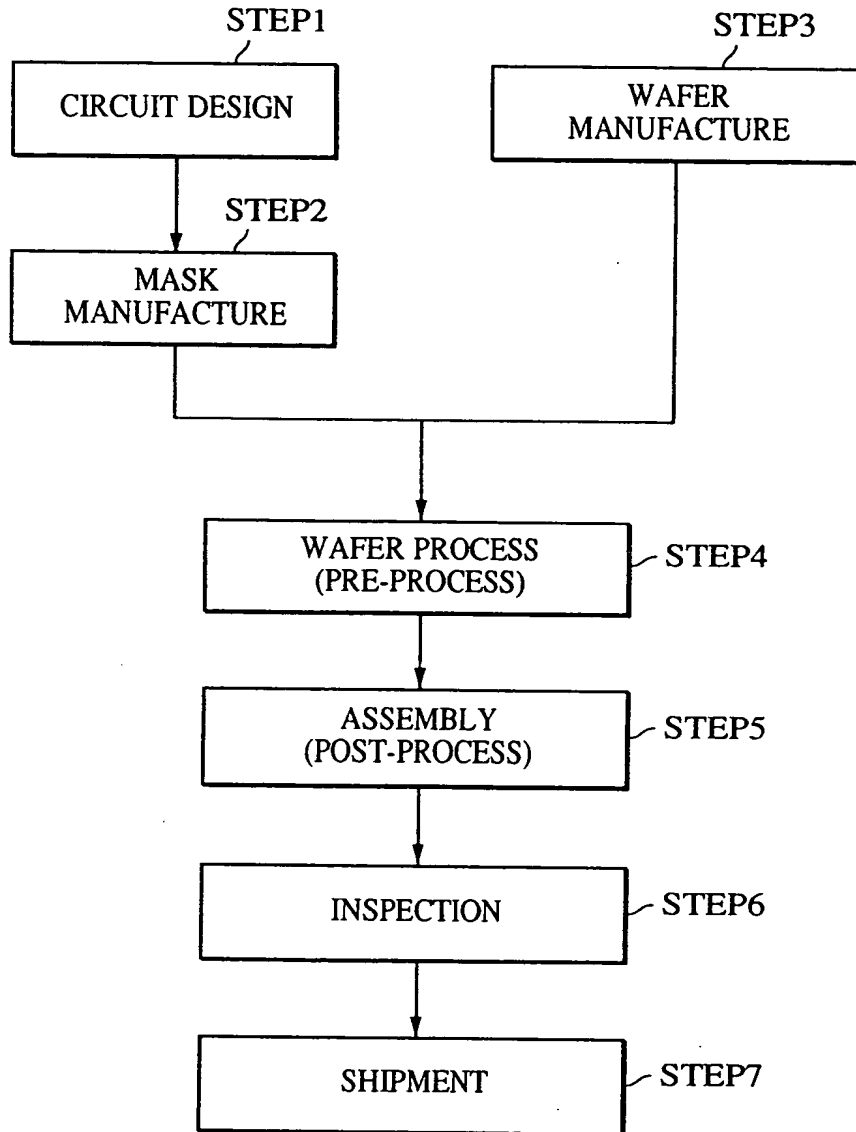 STEP1
CIRCUIT DESIGN
STEP2
MASK
MANUFACTURE
STEP3
WAFER
MANUFACTURE
WAFER PROCESS
(PRE-PROCESS)
STEP4
ASSEMBLY
(POST-PROCESS)
STEP5
INSPECTION
STEP6
SHIPMENT
STEP7